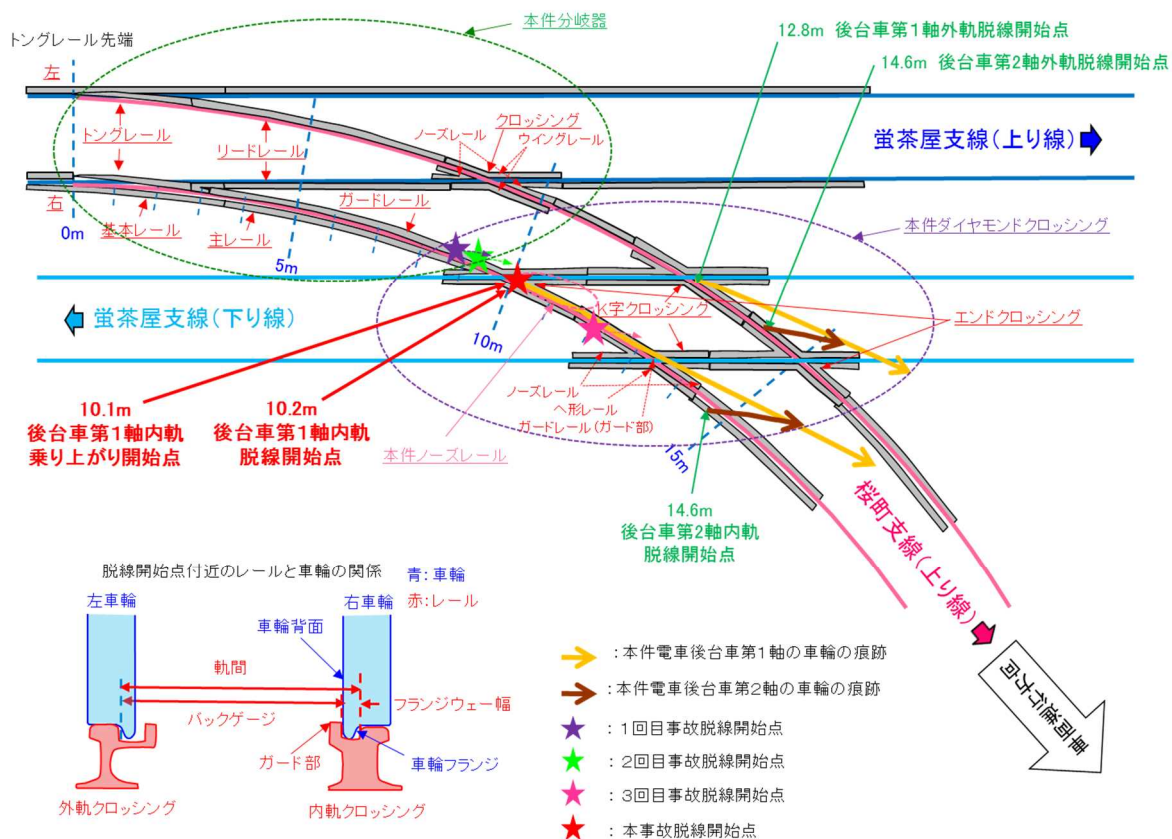 本件分岐器
12.8m 後台車第1軸外軌脱線開始点
トングレール先端
14.6m 後台車第2軸外軌脱線開始点
左
ノーズレール
クロッシング
ウイングレール
トングレール
リードレール
蛍茶屋支線(上り線)
右
ガードレール
0m
基本レール
主レール
5m
本件ダイヤモンドクロッシング
蛍茶屋支線(下り線)
K字クロッシング
エンドクロッシング
10m
10.1m
後台車第1軸内軌
乗り上がり開始点
10.2m
後台車第1軸内軌
脱線開始点
ノーズレール
ヘ形レール
ガードレール(ガード部)
本件ノーズレール
15m
14.6m
後台車第2軸内軌
脱線開始点
桜町支線(上り線)
車両進行方向
脱線開始点付近のレールと車輪の関係
青:車輪
赤:レール
左車輪
右車輪
車輪背面
軌間
フランジウェー幅
バックゲージ
ガード部
車輪フランジ
外軌クロッシング
内軌クロッシング
:本件電車後台車第1軸の車輪の痕跡
:本件電車後台車第2軸の車輪の痕跡
:1回目事故脱線開始点
:2回目事故脱線開始点
:3回目事故脱線開始点
:本事故脱線開始点